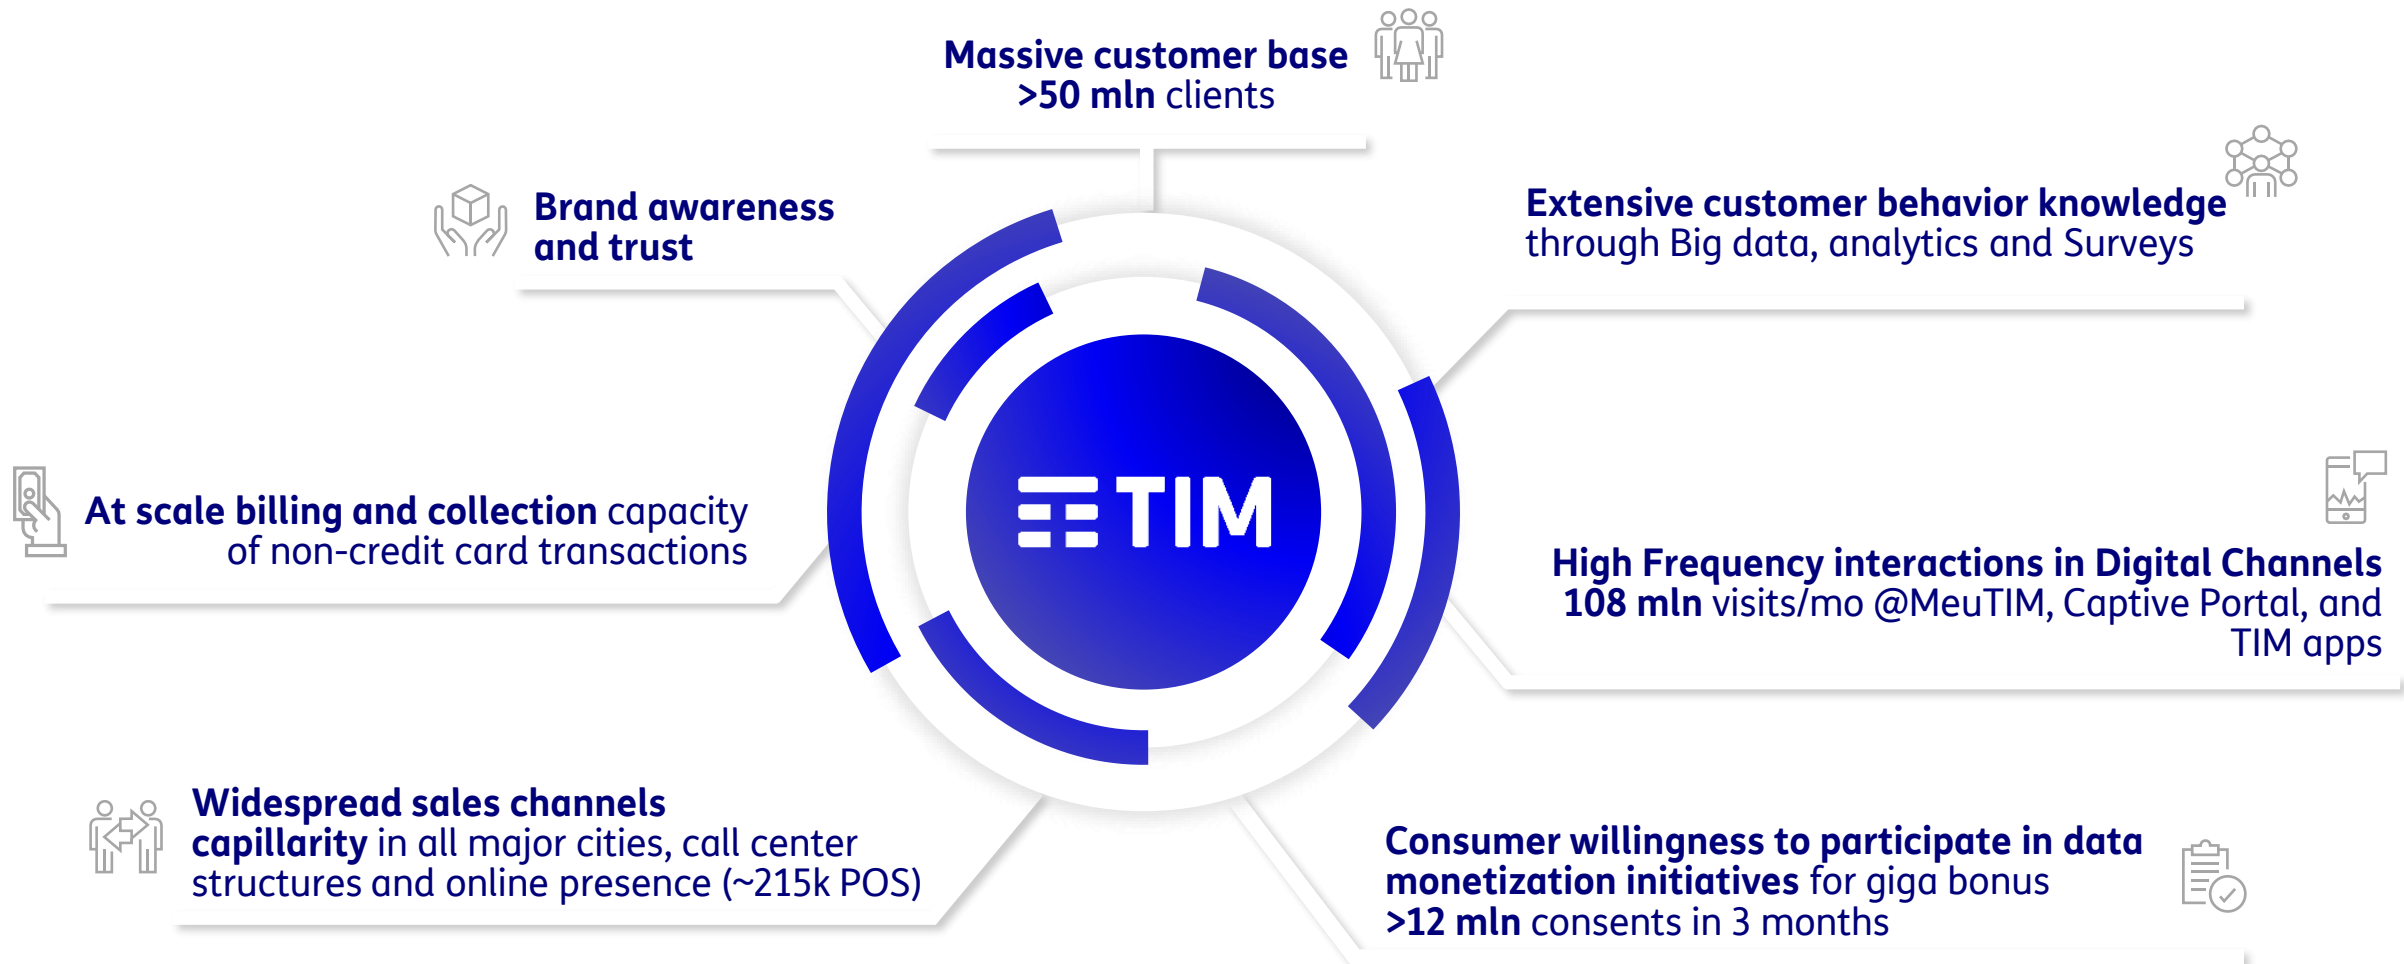 Massive customer base
>50 mln clients
Brand awareness
and trust
Extensive customer behavior knowledge
through Big data, analytics and Surveys
TIM
At scale billing and collection capacity
of non-credit card transactions
High Frequency interactions in Digital Channels
108 mln visits/mo @MeuTIM, Captive Portal, and
TIM apps
Widespread sales channels
capillarity in all major cities, call center
structures and online presence (~215k POS)
Consumer willingness to participate in data
monetization initiatives for giga bonus
>12 mln consents in 3 months